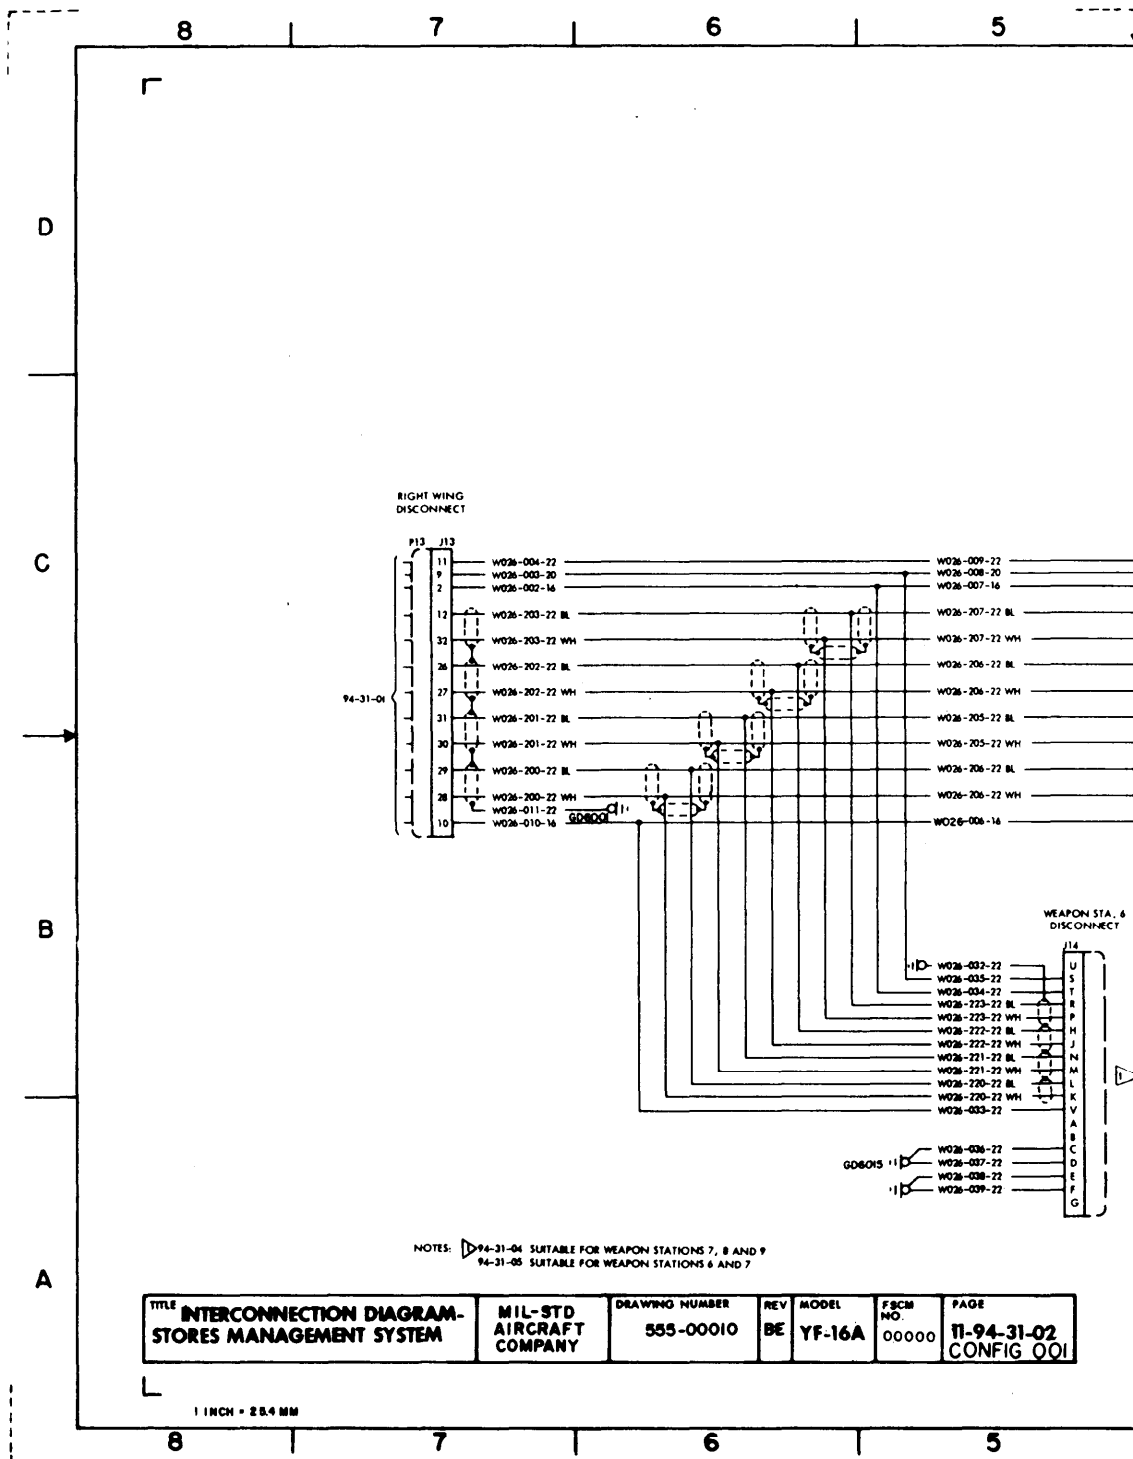 8 7 6 5
D
C
B
A
RIGHT WING
DISCONNECT
P13 J13
11 W026-004-22 W026-009-22
9 W026-003-20 W026-008-20
2 W026-002-16 W026-007-16
12 W026-203-22 BL W026-207-22 BL
32 W026-203-22 WH W026-207-22 WH
26 W026-202-22 BL W026-206-22 BL
27 W026-202-22 WH W026-206-22 WH
94-31-01
31 W026-201-22 BL W026-205-22 BL
30 W026-201-22 WH W026-205-22 WH
29 W026-200-22 BL W026-206-22 BL
28 W026-200-22 WH W026-206-22 WH
W026-011-22
GD8001
10 W026-010-16 W026-006-16
WEAPON STA. 6
DISCONNECT
J14
W026-032-22 U
W026-035-22 S
W026-034-22 T
W026-223-22 BL R
W026-223-22 WH P
W026-222-22 BL H
W026-222-22 WH J
W026-221-22 BL N
W026-221-22 WH M
W026-220-22 BL L
W026-220-22 WH K
W026-033-22 V
A
B
W026-036-22 C
GD8015 W026-037-22 D
W026-038-22 E
W026-039-22 F
G
NOTES: 1 94-31-04 SUITABLE FOR WEAPON STATIONS 7, 8 AND 9
94-31-05 SUITABLE FOR WEAPON STATIONS 6 AND 7
TITLE INTERCONNECTION DIAGRAM-
STORES MANAGEMENT SYSTEM
MIL-STD
AIRCRAFT
COMPANY
DRAWING NUMBER
555-00010
REV
BE
MODEL
YF-16A
FSCM
NO.
00000
PAGE
11-94-31-02
CONFIG 001
1 INCH = 25.4 MM
8 7 6 5